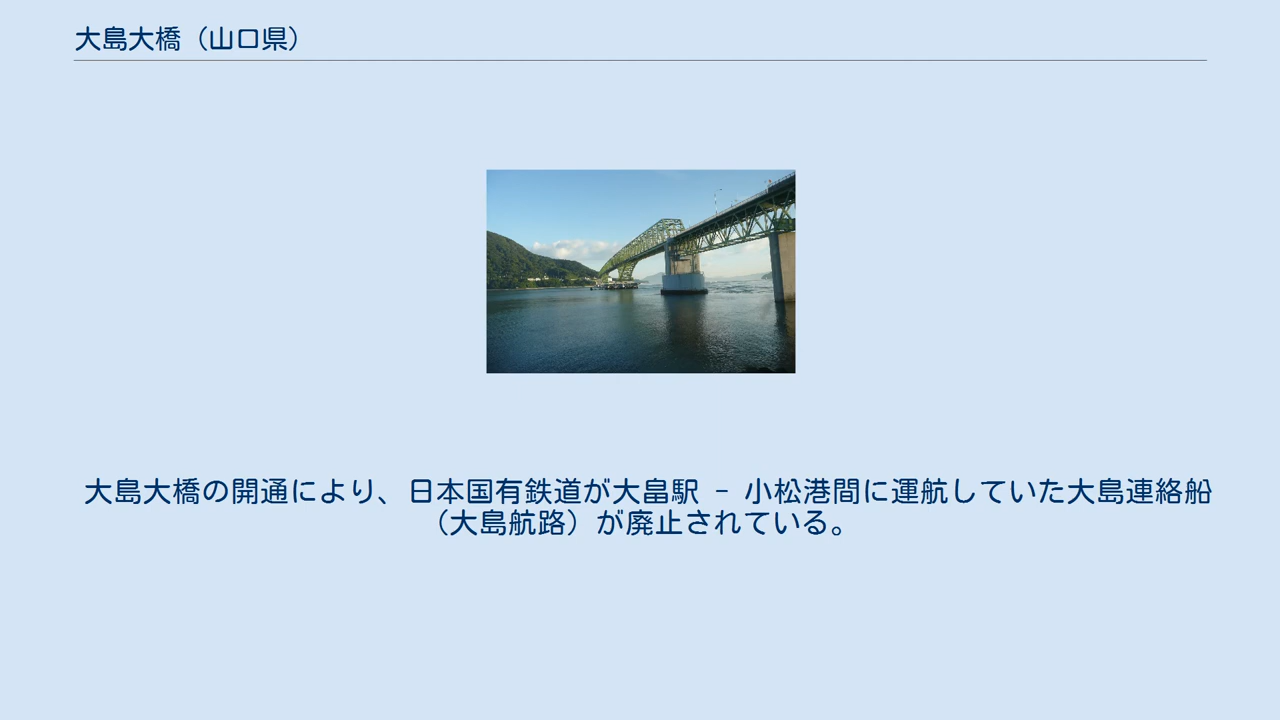 大島大橋（山口県）
大島大橋の開通により、日本国有鉄道が大畠駅 - 小松港間に運航していた大島連絡船
（大島航路）が廃止されている。